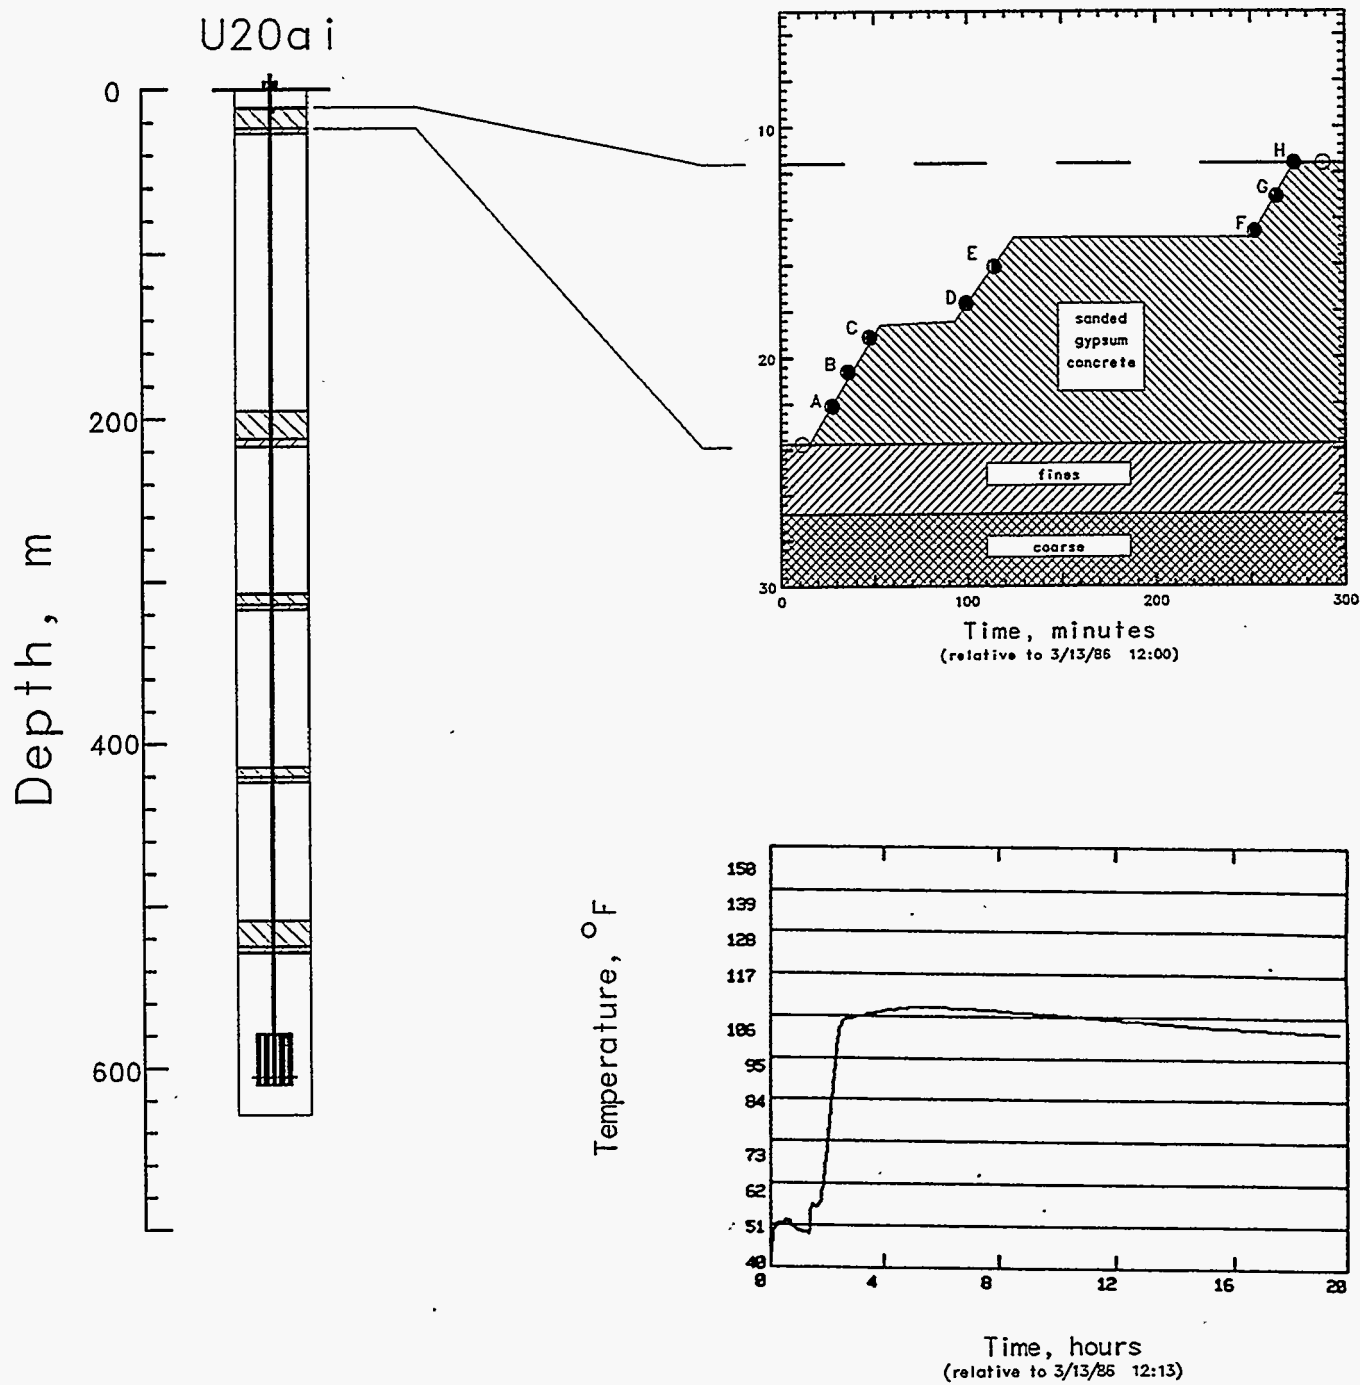 U20ai
0
200
400
600
Depth, m
10
20
30
0
100
200
300
A
B
C
D
E
F
G
H
sanded
gypsum
concrete
fines
coarse
Time, minutes
(relative to 3/13/86 12:00)
150
139
128
117
106
95
84
73
62
51
40
0
4
8
12
16
20
Temperature, °F
Time, hours
(relative to 3/13/86 12:13)